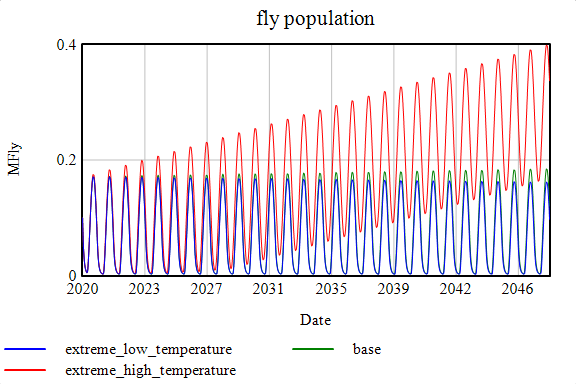 fly population
0.4
MFly
0.2
0
2020 2023 2027 2031 2035 2039 2042 2046
Date
extreme_low_temperature base
extreme_high_temperature